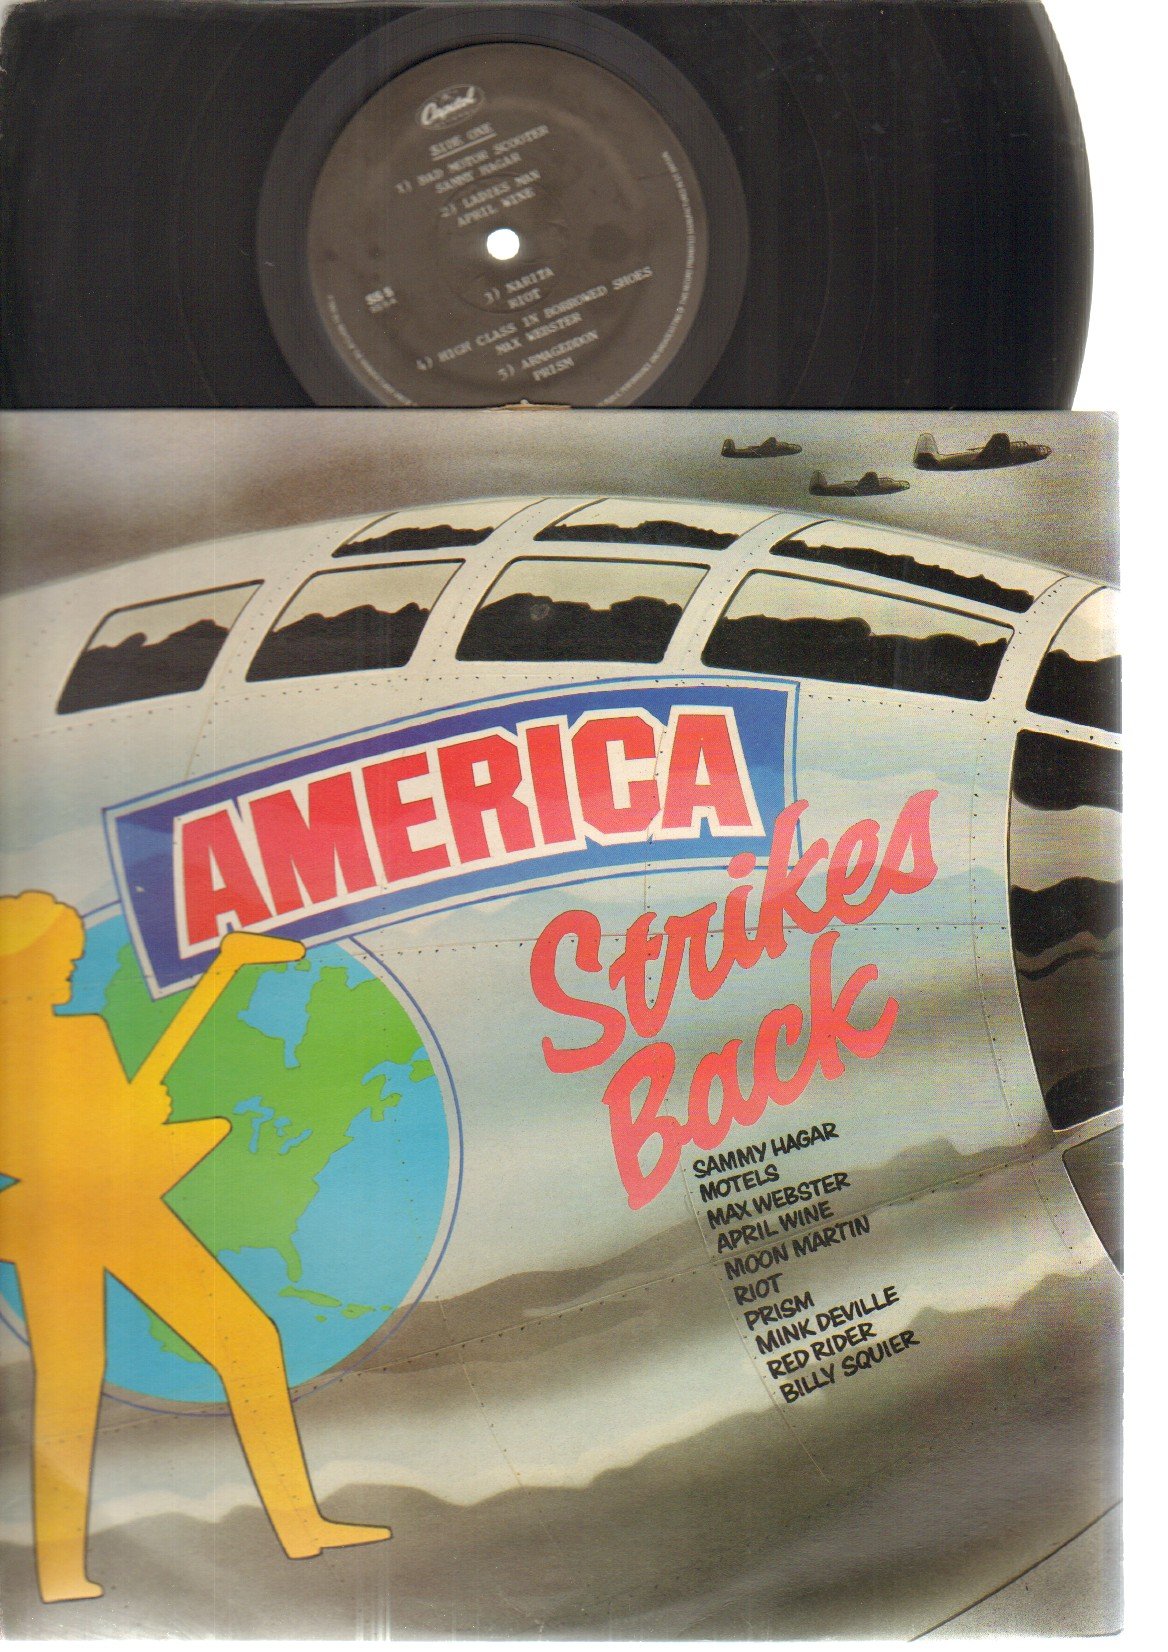 Capitol
SIDE ONE
1) BAD MOTOR SCOOTER
SAMMY HAGAR
2) LADIES MAN
APRIL WINE
3) NARITA
RIOT
4) HIGH CLASS IN BORROWED SHOES
MAX WEBSTER
5) ARMAGEDDON
PRISM
AMERICA
Strikes
Back
SAMMY HAGAR
MOTELS
MAX WEBSTER
APRIL WINE
MOON MARTIN
RIOT
PRISM
MINK DEVILLE
RED RIDER
BILLY SQUIER